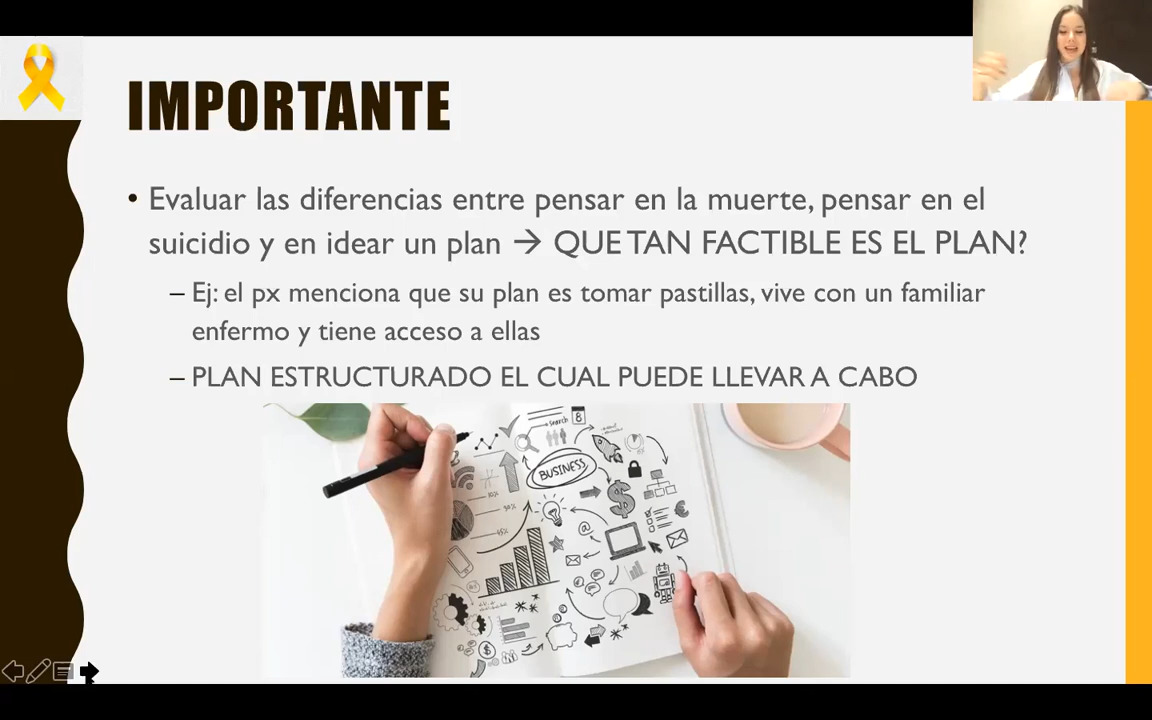 IMPORTANTE
• Evaluar las diferencias entre pensar en la muerte, pensar en el
suicidio y en idear un plan → QUE TAN FACTIBLE ES EL PLAN?
– Ej: el px menciona que su plan es tomar pastillas, vive con un familiar
enfermo y tiene acceso a ellas
– PLAN ESTRUCTURADO EL CUAL PUEDE LLEVAR A CABO
search
8
BUSINESS
$
@